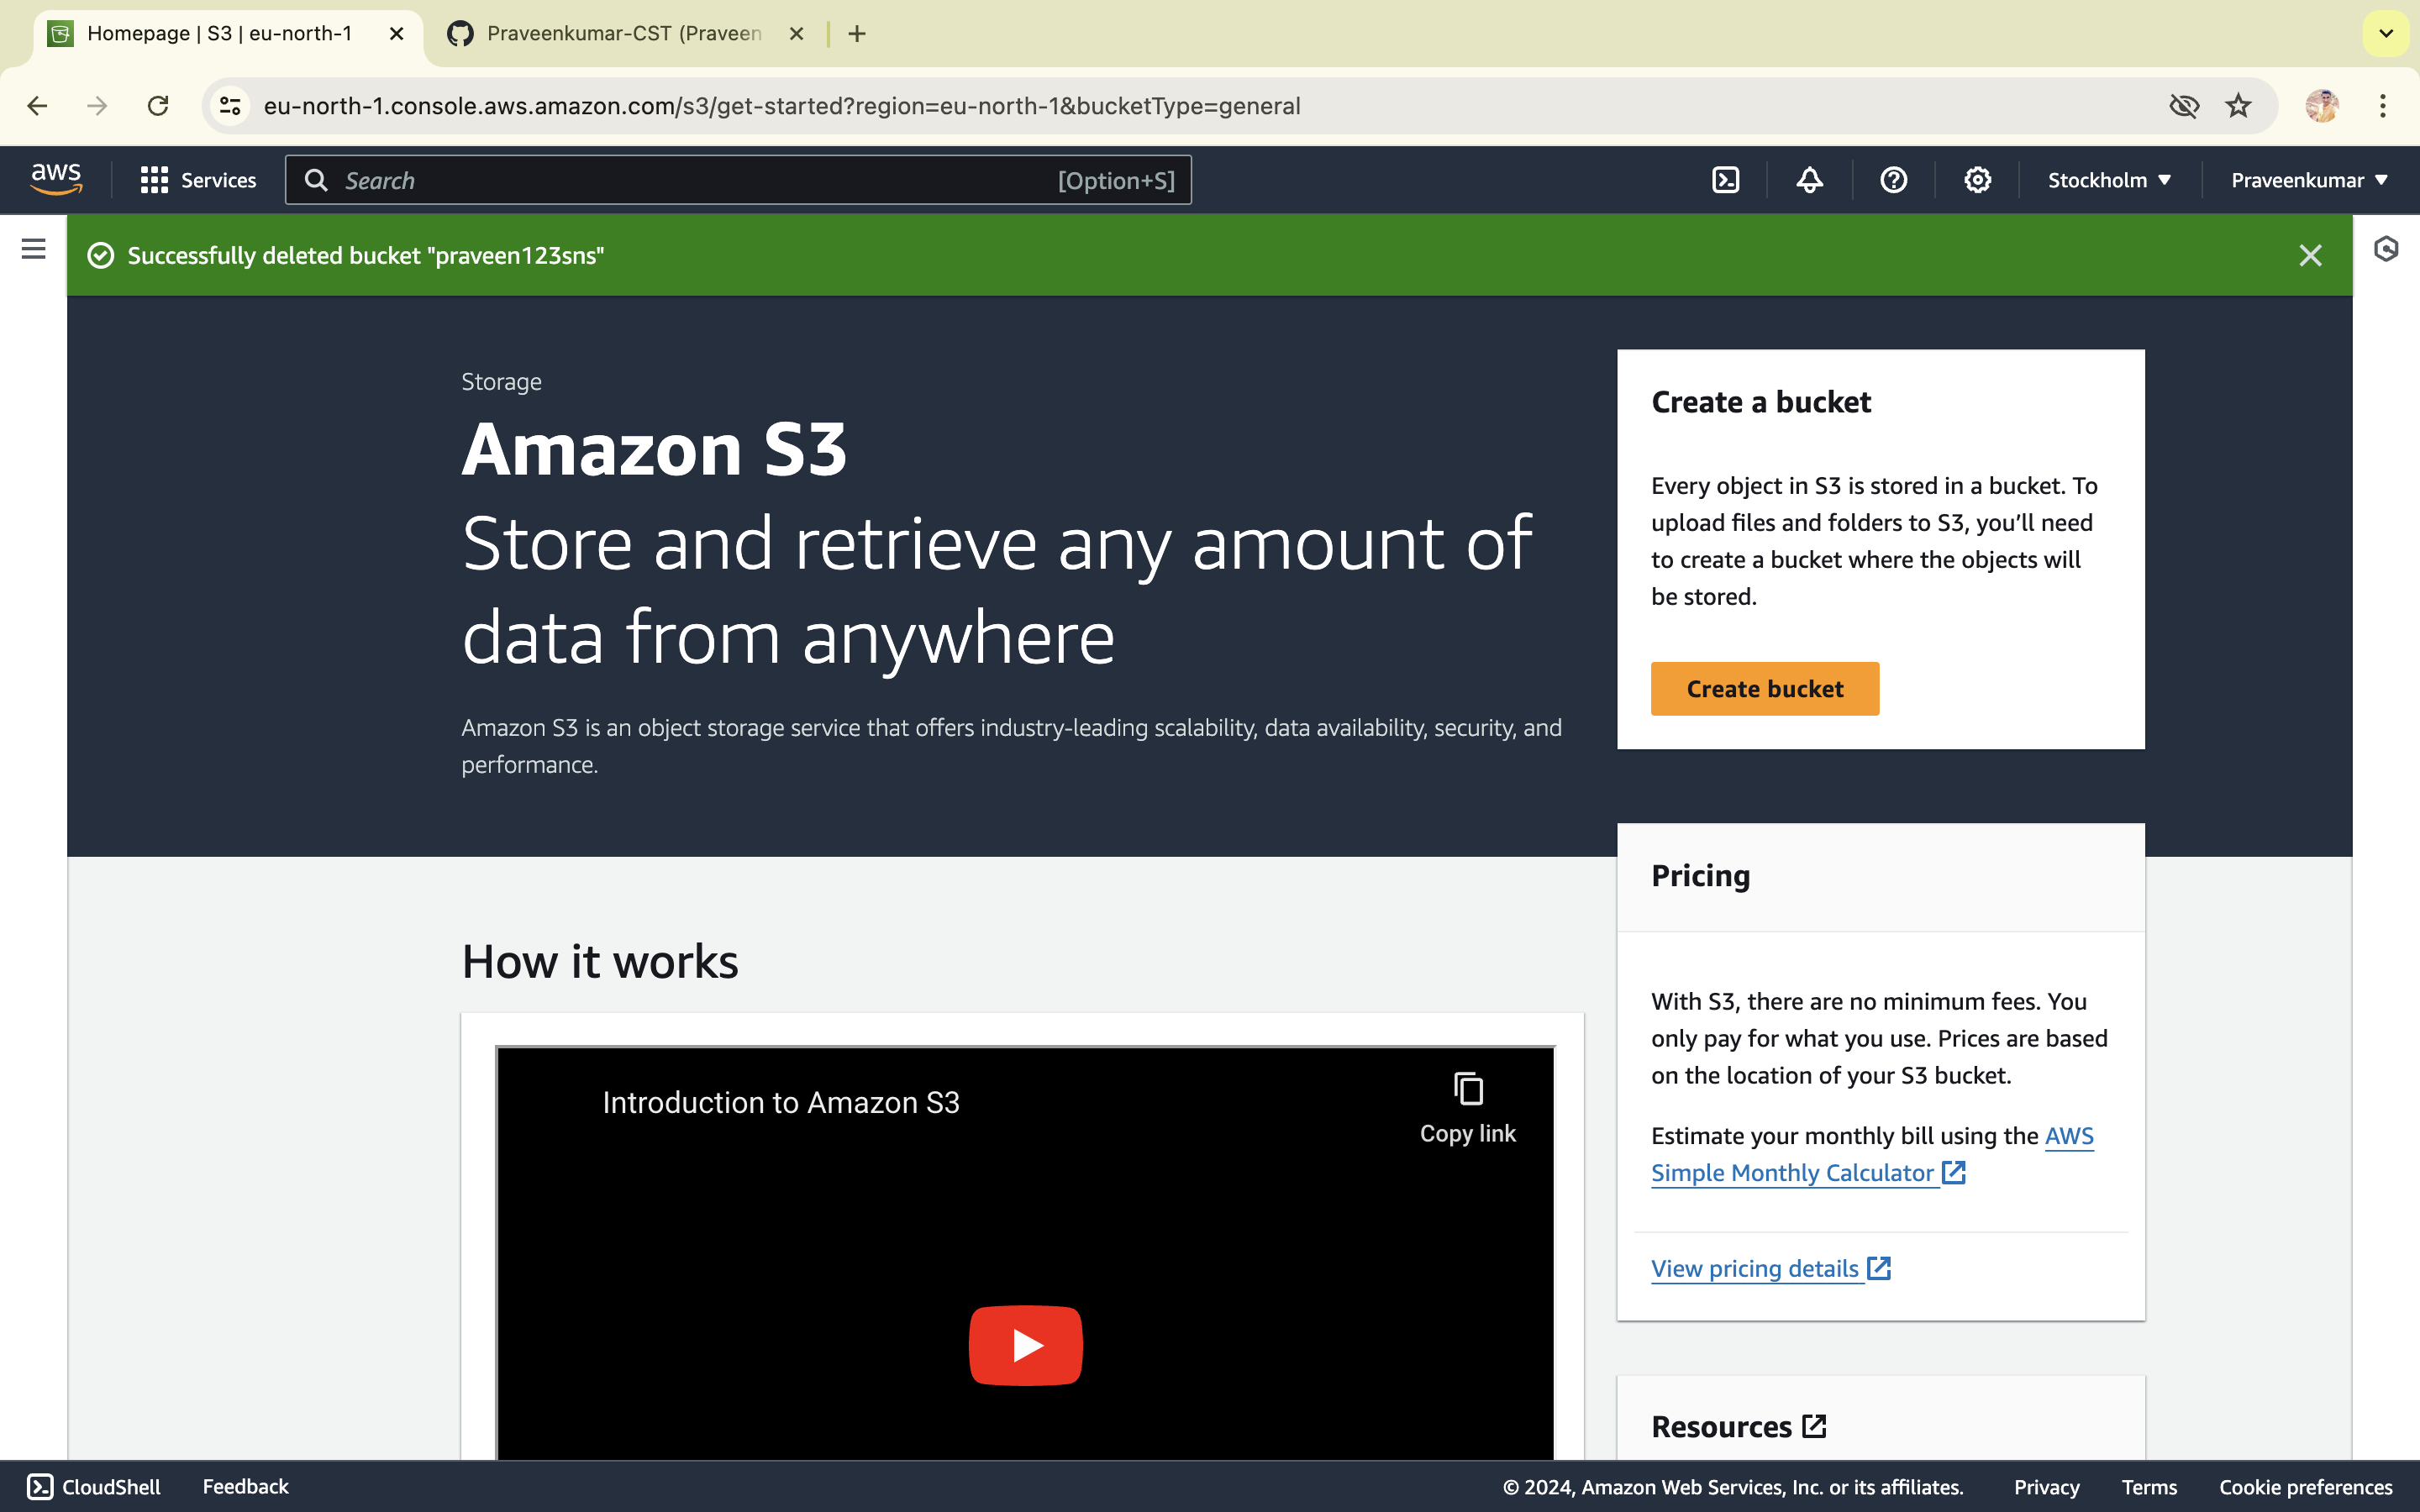 Homepage | S3 | eu-north-1
Praveenkumar-CST (Praveen
eu-north-1.console.aws.amazon.com/s3/get-started?region=eu-north-1&bucketType=general
aws
Services
Search
[Option+S]
Stockholm
Praveenkumar
Successfully deleted bucket "praveen123sns"
Storage
Amazon S3
Store and retrieve any amount of
data from anywhere
Amazon S3 is an object storage service that offers industry-leading scalability, data availability, security, and
performance.
Create a bucket
Every object in S3 is stored in a bucket. To
upload files and folders to S3, you’ll need
to create a bucket where the objects will
be stored.
Create bucket
Pricing
With S3, there are no minimum fees. You
only pay for what you use. Prices are based
on the location of your S3 bucket.
Estimate your monthly bill using the AWS
Simple Monthly Calculator
View pricing details
Resources
How it works
Introduction to Amazon S3
Copy link
CloudShell
Feedback
© 2024, Amazon Web Services, Inc. or its affiliates.
Privacy
Terms
Cookie preferences